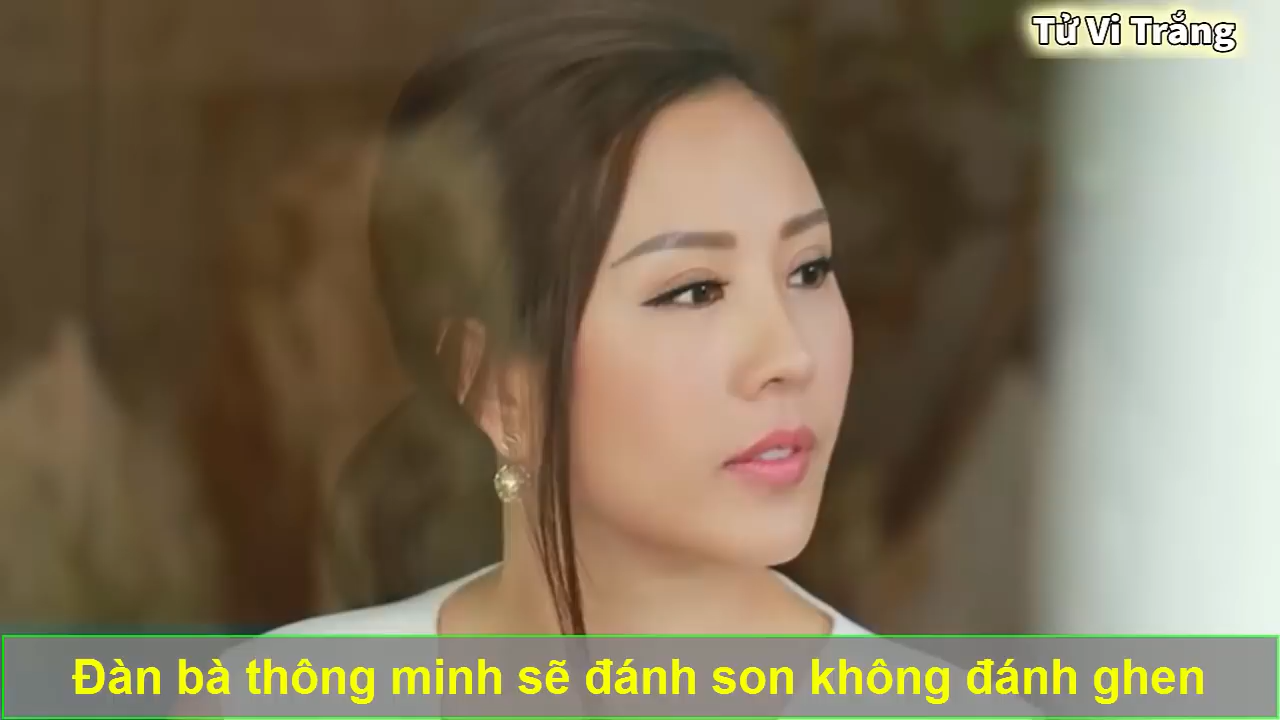 Tử Vi Trắng
Đàn bà thông minh sẽ đánh son không đánh ghen